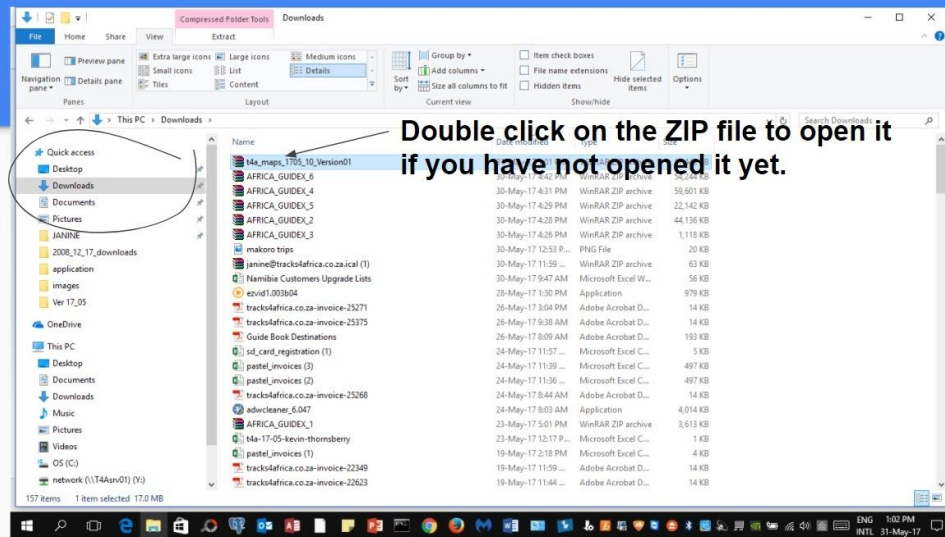 Compressed Folder Tools Downloads
File Home Share View Extract
Preview pane Extra large icons Large icons Medium icons Group by Item check boxes
Navigation pane Details pane Small icons List Details Sort by Add columns File name extensions Hide selected items Options
Tiles Content Size all columns to fit Hidden items
Panes Layout Current view Show/hide
This PC Downloads Search Downloads
Double click on the ZIP file to open it
if you have not opened it yet.
Name Date modified Type Size
Quick access
Desktop
Downloads
Documents
Pictures
JANINE
2008_12_17_downloads
application
images
Ver 17_05
OneDrive
This PC
Desktop
Documents
Downloads
Music
Pictures
Videos
OS (C:)
network (\\T4Asrv01) (Y:)
t4a_maps_1705_10_Version01
AFRICA_GUIDEX_6 30-May-17 4:42 PM WinRAR ZIP archive 54,244 KB
AFRICA_GUIDEX_4 30-May-17 4:31 PM WinRAR ZIP archive 59,601 KB
AFRICA_GUIDEX_5 30-May-17 4:29 PM WinRAR ZIP archive 22,142 KB
AFRICA_GUIDEX_2 30-May-17 4:28 PM WinRAR ZIP archive 44,136 KB
AFRICA_GUIDEX_3 30-May-17 4:26 PM WinRAR ZIP archive 1,118 KB
makoro trips 30-May-17 12:53 P... PNG File 20 KB
janine@tracks4africa.co.za.ical (1) 30-May-17 11:59 ... WinRAR ZIP archive 63 KB
Namibia Customers Upgrade Lists 30-May-17 9:47 AM Microsoft Excel W... 56 KB
ezvid1.003b04 28-May-17 1:30 PM Application 979 KB
tracks4africa.co.za-invoice-25271 26-May-17 3:04 PM Adobe Acrobat D... 14 KB
tracks4africa.co.za-invoice-25375 26-May-17 9:38 AM Adobe Acrobat D... 14 KB
Guide Book Destinations 26-May-17 8:09 AM Adobe Acrobat D... 193 KB
sd_card_registration (1) 24-May-17 11:57 ... Microsoft Excel C... 5 KB
pastel_invoices (3) 24-May-17 11:39 ... Microsoft Excel C... 497 KB
pastel_invoices (2) 24-May-17 11:36 ... Microsoft Excel C... 497 KB
tracks4africa.co.za-invoice-25268 24-May-17 8:44 AM Adobe Acrobat D... 14 KB
adwcleaner_6.047 24-May-17 8:03 AM Application 4,014 KB
AFRICA_GUIDEX_1 23-May-17 5:01 PM WinRAR ZIP archive 3,613 KB
t4a-17-05-kevin-thornsberry 23-May-17 12:17 P... Microsoft Excel C... 1 KB
pastel_invoices (1) 19-May-17 2:18 PM Microsoft Excel C... 4 KB
tracks4africa.co.za-invoice-22349 19-May-17 11:59 ... Adobe Acrobat D... 14 KB
tracks4africa.co.za-invoice-22623 19-May-17 11:44 ... Adobe Acrobat D... 14 KB
157 items 1 item selected 17.0 MB
ENG 1:02 PM
INTL 31-May-17